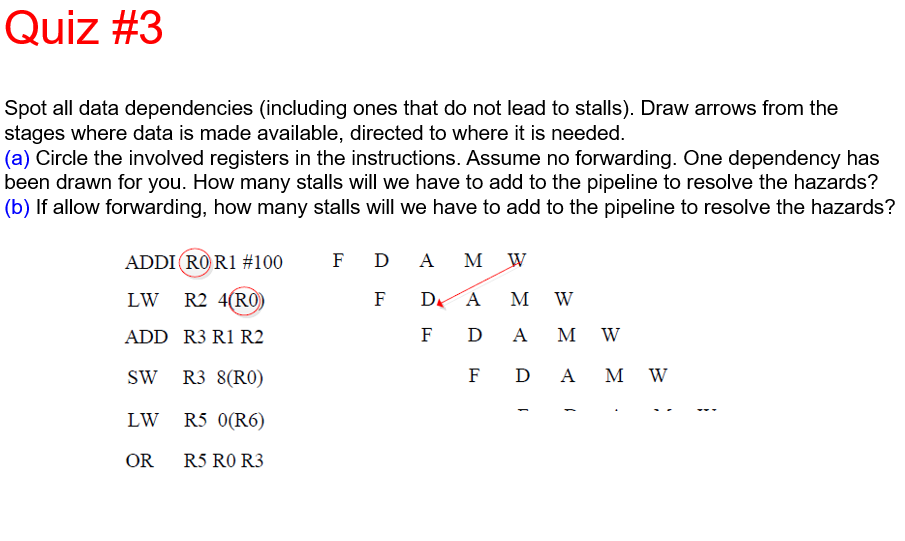 Quiz #3
Spot all data dependencies (including ones that do not lead to stalls). Draw arrows from the
stages where data is made available, directed to where it is needed.
(a) Circle the involved registers in the instructions. Assume no forwarding. One dependency has
been drawn for you. How many stalls will we have to add to the pipeline to resolve the hazards?
(b) If allow forwarding, how many stalls will we have to add to the pipeline to resolve the hazards?
ADDI R0 R1 #100 F D A M W
LW R2 4(R0) F D A M W
ADD R3 R1 R2 F D A M W
SW R3 8(R0) F D A M W
LW R5 0(R6)
OR R5 R0 R3